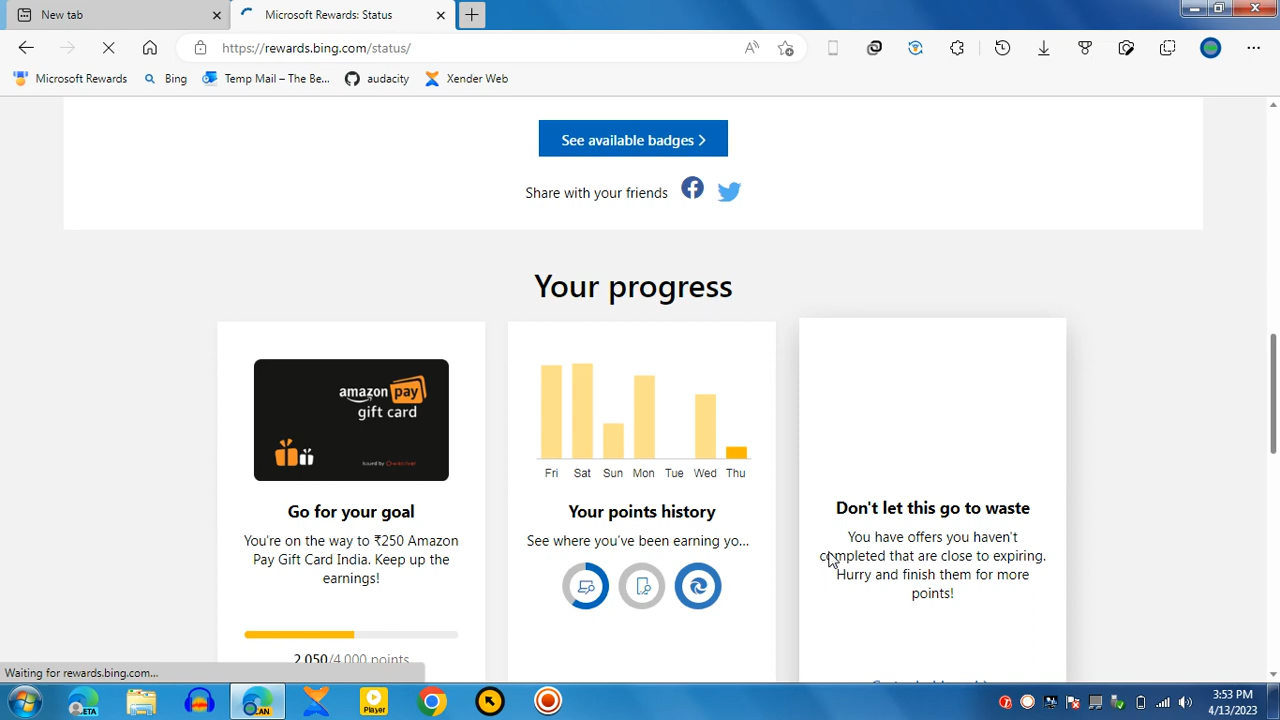 New tab
Microsoft Rewards: Status
https://rewards.bing.com/status/
Microsoft Rewards
Bing
Temp Mail – The Be...
audacity
Xender Web
See available badges
Share with your friends
Your progress
amazon pay
gift card
Go for your goal
You're on the way to ₹250 Amazon
Pay Gift Card India. Keep up the
earnings!
2,050/4,000 points
Fri Sat Sun Mon Tue Wed Thu
Your points history
See where you've been earning yo...
Don't let this go to waste
You have offers you haven't
completed that are close to expiring.
Hurry and finish them for more
points!
Waiting for rewards.bing.com...
BETA
CAN
Player
3:53 PM
4/13/2023